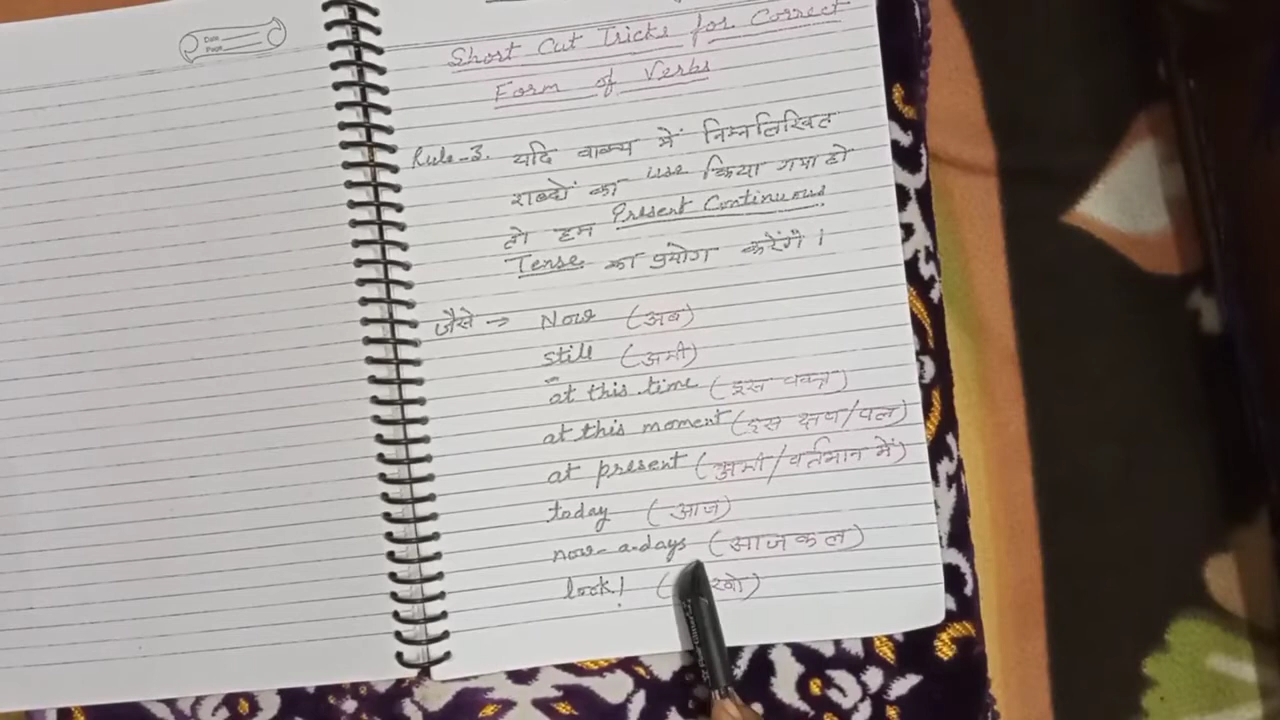 Date
Page
Short Cut Tricks for Correct
Form of Verbs
Rule-3. यदि वाक्य में निम्नलिखित
शब्दों का use किया गया हो
तो हम Present Continuous
Tense का प्रयोग करेंगे ।
जैसे → Now (अब)
still (अभी)
at this time (इस वक्त)
at this moment (इस क्षण/पल)
at present (अभी/वर्तमान में)
today (आज)
now-a-days (आजकल)
look!